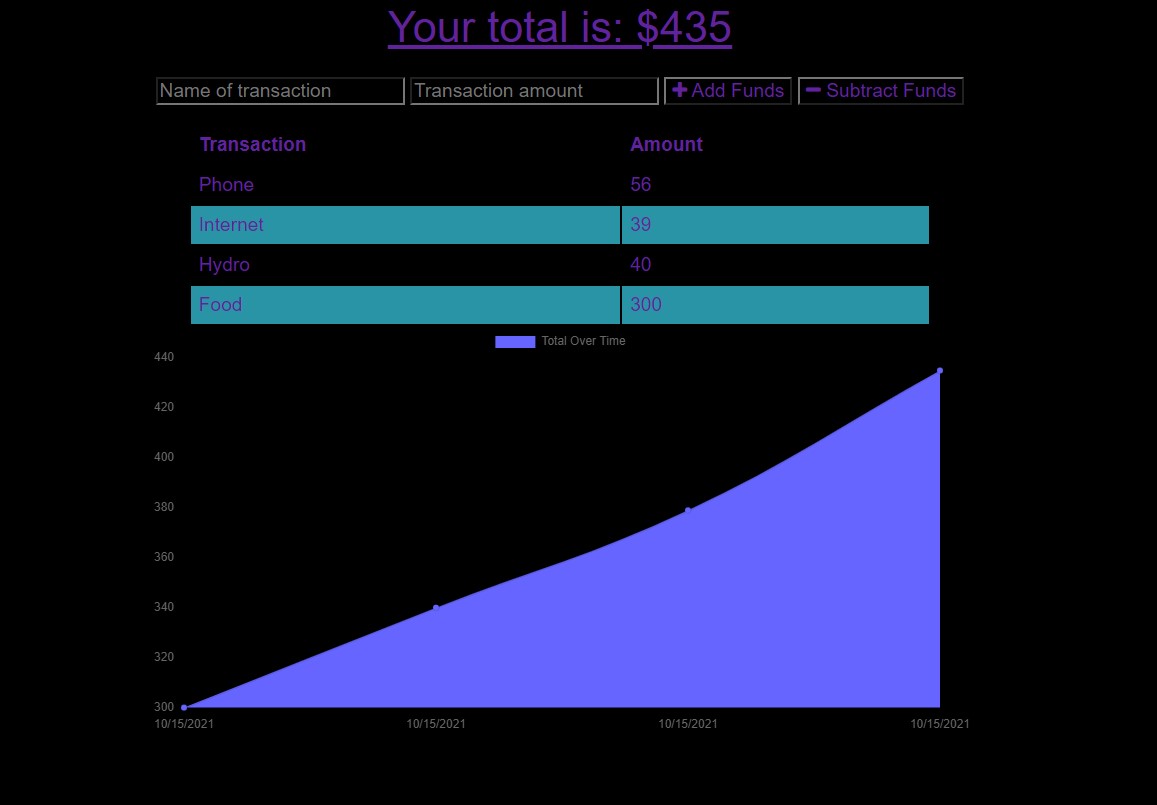 Your total is: $435
Name of transaction Transaction amount Add Funds Subtract Funds
Transaction Amount
Phone 56
Internet 39
Hydro 40
Food 300
Total Over Time
440
420
400
380
360
340
320
300
10/15/2021 10/15/2021 10/15/2021 10/15/2021